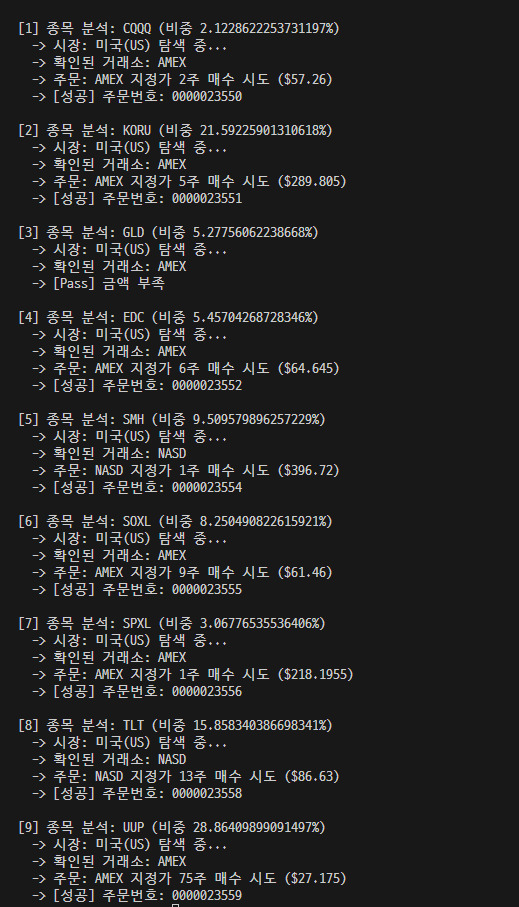 [1] 종목 분석: CQQQ (비중 2.1228622253731197%)
-> 시장: 미국(US) 탐색 중...
-> 확인된 거래소: AMEX
-> 주문: AMEX 지정가 2주 매수 시도 ($57.26)
-> [성공] 주문번호: 0000023550
[2] 종목 분석: KORU (비중 21.59225901310618%)
-> 시장: 미국(US) 탐색 중...
-> 확인된 거래소: AMEX
-> 주문: AMEX 지정가 5주 매수 시도 ($289.805)
-> [성공] 주문번호: 0000023551
[3] 종목 분석: GLD (비중 5.27756062238668%)
-> 시장: 미국(US) 탐색 중...
-> 확인된 거래소: AMEX
-> [Pass] 금액 부족
[4] 종목 분석: EDC (비중 5.45704268728346%)
-> 시장: 미국(US) 탐색 중...
-> 확인된 거래소: AMEX
-> 주문: AMEX 지정가 6주 매수 시도 ($64.645)
-> [성공] 주문번호: 0000023552
[5] 종목 분석: SMH (비중 9.509579896257229%)
-> 시장: 미국(US) 탐색 중...
-> 확인된 거래소: NASD
-> 주문: NASD 지정가 1주 매수 시도 ($396.72)
-> [성공] 주문번호: 0000023554
[6] 종목 분석: SOXL (비중 8.250490822615921%)
-> 시장: 미국(US) 탐색 중...
-> 확인된 거래소: AMEX
-> 주문: AMEX 지정가 9주 매수 시도 ($61.46)
-> [성공] 주문번호: 0000023555
[7] 종목 분석: SPXL (비중 3.06776535536406%)
-> 시장: 미국(US) 탐색 중...
-> 확인된 거래소: AMEX
-> 주문: AMEX 지정가 1주 매수 시도 ($218.1955)
-> [성공] 주문번호: 0000023556
[8] 종목 분석: TLT (비중 15.858340386698341%)
-> 시장: 미국(US) 탐색 중...
-> 확인된 거래소: NASD
-> 주문: NASD 지정가 13주 매수 시도 ($86.63)
-> [성공] 주문번호: 0000023558
[9] 종목 분석: UUP (비중 28.86409899091497%)
-> 시장: 미국(US) 탐색 중...
-> 확인된 거래소: AMEX
-> 주문: AMEX 지정가 75주 매수 시도 ($27.175)
-> [성공] 주문번호: 0000023559